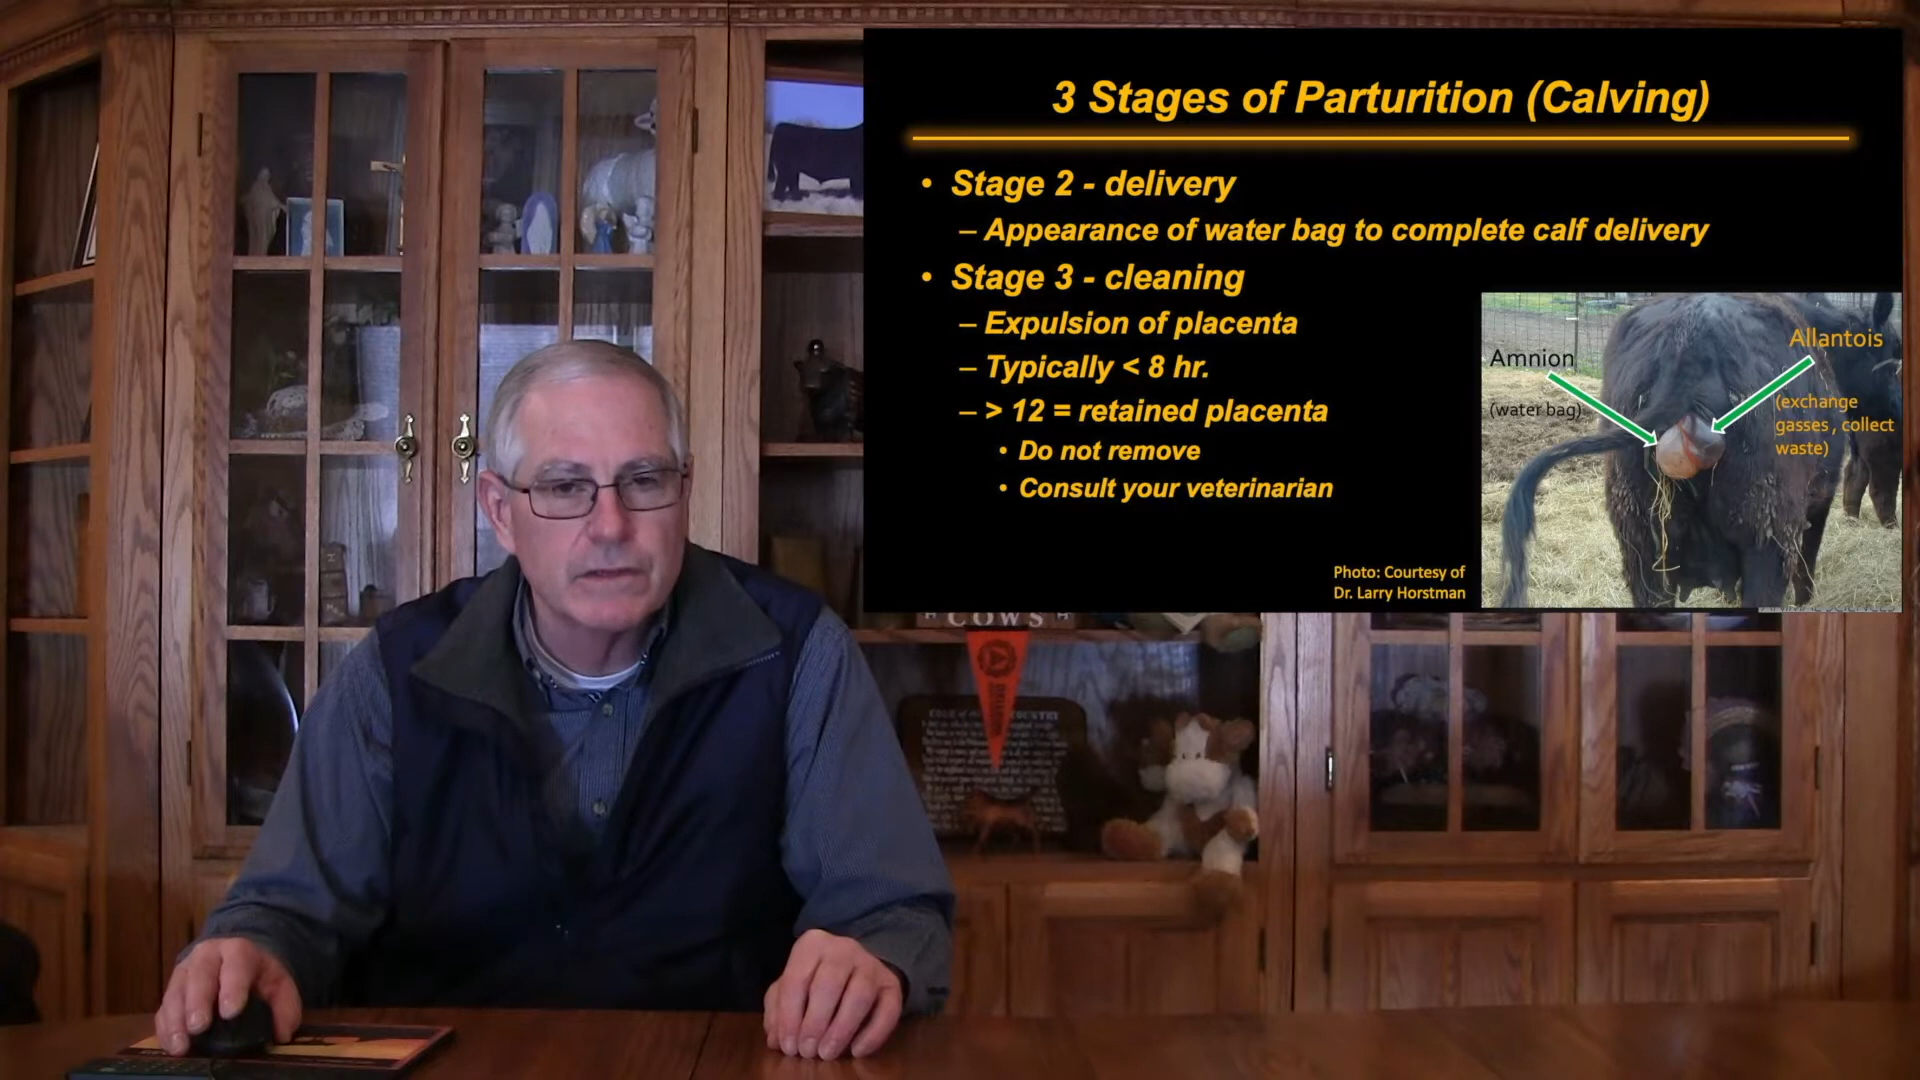 3 Stages of Parturition (Calving)
• Stage 2 - delivery
– Appearance of water bag to complete calf delivery
• Stage 3 - cleaning
– Expulsion of placenta
– Typically < 8 hr.
– > 12 = retained placenta
• Do not remove
• Consult your veterinarian
Amnion
(water bag)
Allantois
(exchange
gasses , collect
waste)
Photo: Courtesy of
Dr. Larry Horstman
COWS